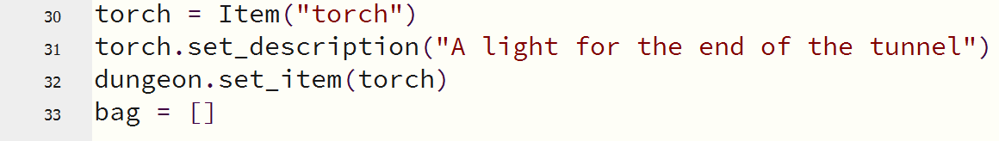 30 torch = Item("torch")
31 torch.set_description("A light for the end of the tunnel")
32 dungeon.set_item(torch)
33 bag = []